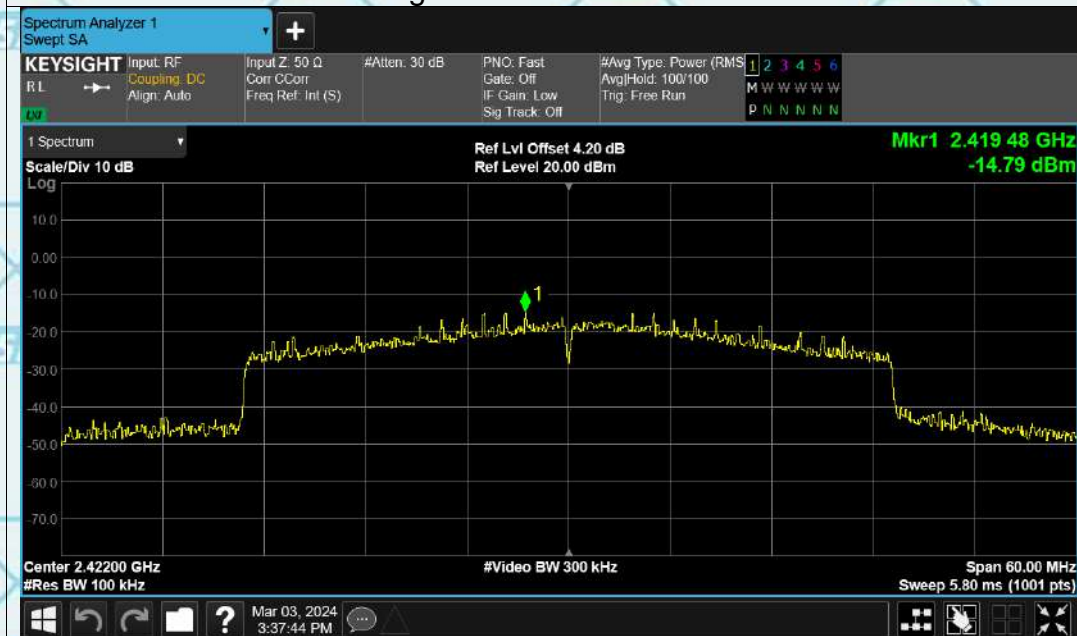 Spectrum Analyzer 1
Swept SA
+
KEYSIGHT
R L
LXI
Input: RF
Coupling: DC
Align: Auto
Input Z: 50 Ω
Corr CCorr
Freq Ref: Int (S)
#Atten: 30 dB
PNO: Fast
Gate: Off
IF Gain: Low
Sig Track: Off
#Avg Type: Power (RMS
Avg|Hold: 100/100
Trig: Free Run
1 2 3 4 5 6
M W W W W W
P N N N N N
1 Spectrum
Scale/Div 10 dB
Log
Ref Lvl Offset 4.20 dB
Ref Level 20.00 dBm
Mkr1 2.419 48 GHz
-14.79 dBm
10.0
0.00
-10.0
1
-20.0
-30.0
-40.0
-50.0
-60.0
-70.0
Center 2.42200 GHz
#Res BW 100 kHz
#Video BW 300 kHz
Span 60.00 MHz
Sweep 5.80 ms (1001 pts)
?
Mar 03, 2024
3:37:44 PM